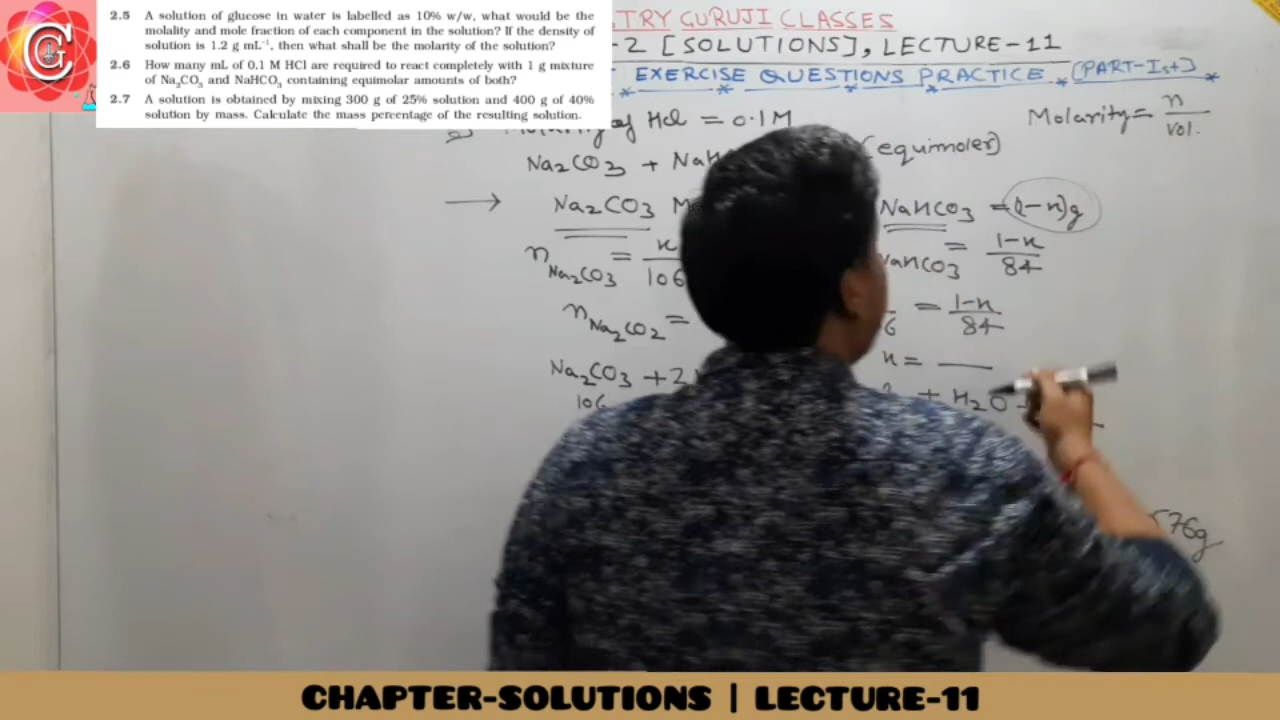 2.5 A solution of glucose in water is labelled as 10% w/w, what would be the
molality and mole fraction of each component in the solution? If the density of
solution is 1.2 g mL⁻¹, then what shall be the molarity of the solution?
2.6 How many mL of 0.1 M HCl are required to react completely with 1 g mixture
of Na₂CO₃ and NaHCO₃ containing equimolar amounts of both?
2.7 A solution is obtained by mixing 300 g of 25% solution and 400 g of 40%
solution by mass. Calculate the mass percentage of the resulting solution.
TRY GURUJI CLASSES
-2 [SOLUTIONS], LECTURE-11
EXERCISE QUESTIONS PRACTICE (PART-Ist)
of HCl = 0.1M
Molarity = n/vol.
Na₂CO₃ + NaH (equimoler)
→ Na₂CO₃ M NaHCO₃ = (1-x)g
n Na₂CO₃ = x/106 NaHCO₃ = 1-x/84
n Na₂CO₂ = 6 = 1-x/84
Na₂CO₃ + 2 x =
106 + H₂O
76g
CHAPTER-SOLUTIONS | LECTURE-11